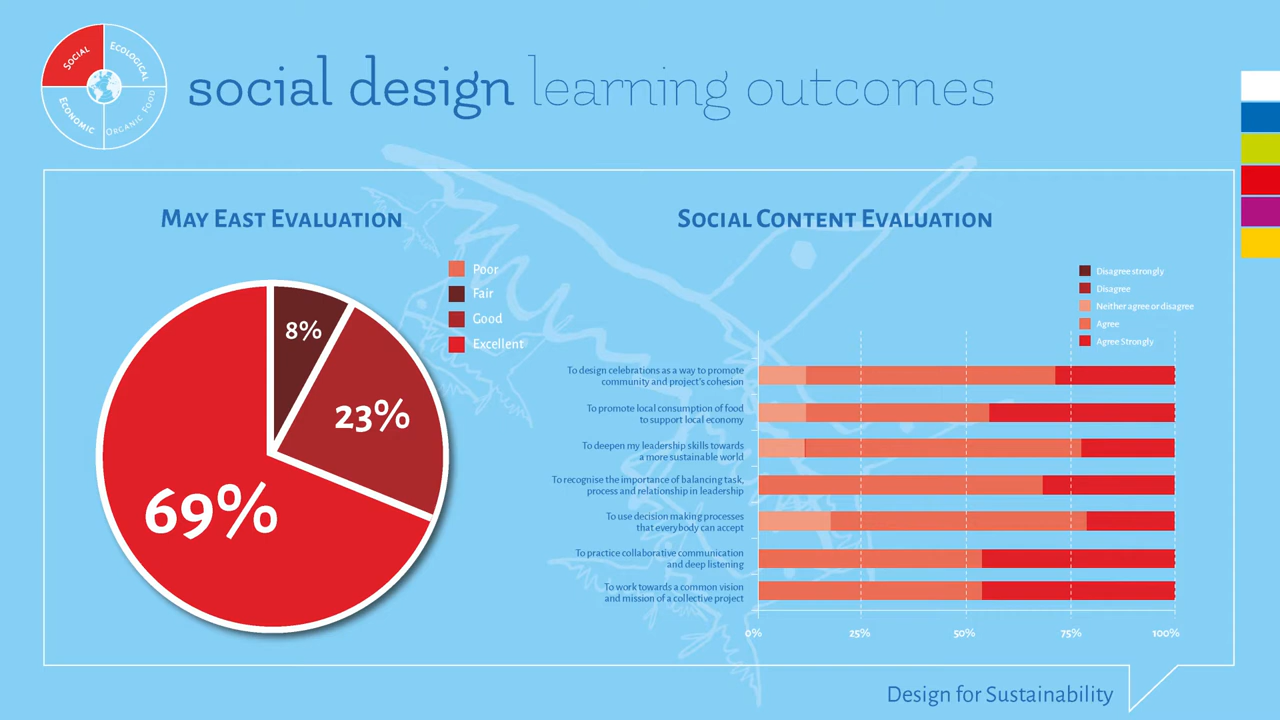 Social
Ecological
Economic
Organic Food
social design learning outcomes
May East Evaluation
Poor
Fair
Good
Excellent
8%
23%
69%
Social Content Evaluation
Disagree strongly
Disagree
Neither agree or disagree
Agree
Agree Strongly
To design celebrations as a way to promote
community and project's cohesion
To promote local consumption of food
to support local economy
To deepen my leadership skills towards
a more sustainable world
To recognise the importance of balancing task,
process and relationship in leadership
To use decision making processes
that everybody can accept
To practice collaborative communication
and deep listening
To work towards a common vision
and mission of a collective project
0% 25% 50% 75% 100%
Design for Sustainability